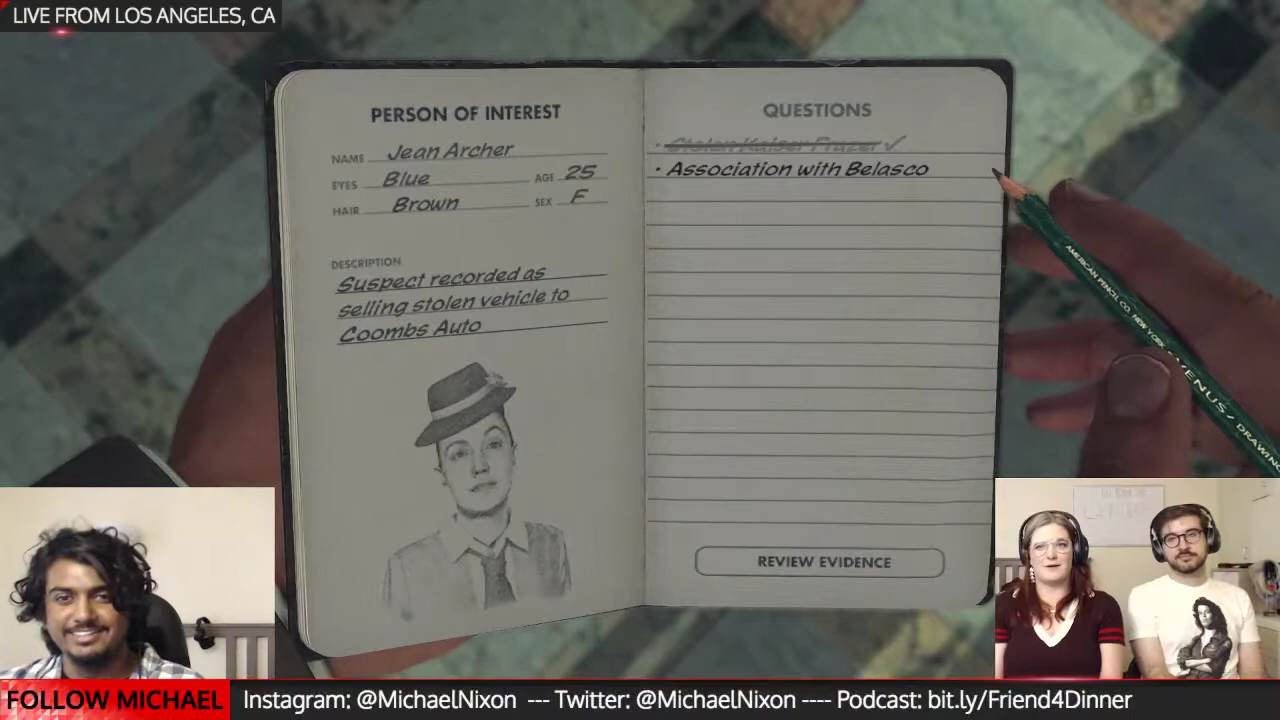 LIVE FROM LOS ANGELES, CA
PERSON OF INTEREST
NAME Jean Archer
EYES Blue AGE 25
HAIR Brown SEX F
DESCRIPTION
Suspect recorded as
selling stolen vehicle to
Coombs Auto
QUESTIONS
· Stolen Kaiser Frazer ✓
· Association with Belasco
REVIEW EVIDENCE
AMERICAN PENCIL CO. NEW YORK VENUS / DRAWING
FOLLOW MICHAEL Instagram: @MichaelNixon --- Twitter: @MichaelNixon ---- Podcast: bit.ly/Friend4Dinner